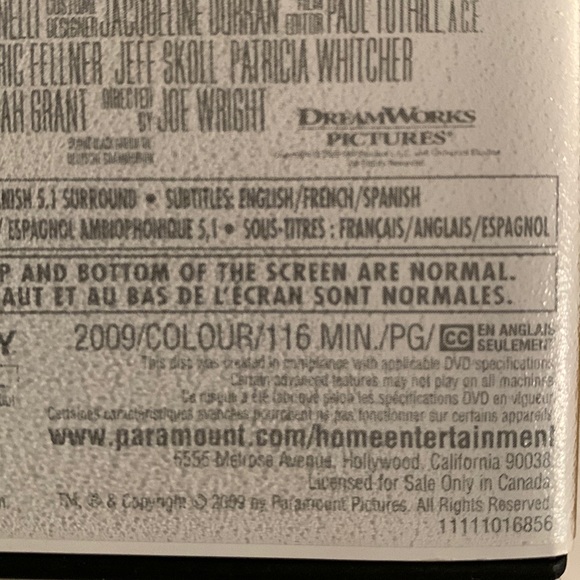 COSTUME DESIGNER JACQUELINE DURRAN FILM EDITOR PAUL TOTHILL, A.C.E.
FELLNER JEFF SKOLL PATRICIA WHITCHER
AH GRANT DIRECTED BY JOE WRIGHT
DREAMWORKS
PICTURES
NISH 5.1 SURROUND • SUBTITLES: ENGLISH/FRENCH/SPANISH
/ ESPAGNOL AMBIOPHONIQUE 5,1 • SOUS-TITRES : FRANÇAIS/ANGLAIS/ESPAGNOL
P AND BOTTOM OF THE SCREEN ARE NORMAL.
AUT ET AU BAS DE L'ÉCRAN SONT NORMALES.
Y 2009/COLOUR/116 MIN./PG/ CC EN ANGLAIS SEULEMENT
This disc was created in compliance with applicable DVD specifications
Certain advanced features may not play on all machines
Ce disque a été fabriqué selon les spécifications DVD en vigueur
Certaines caractéristiques avancées pourraient ne pas fonctionner sur certains appareils
www.paramount.com/homeentertainment
5555 Melrose Avenue, Hollywood, California 90038
Licensed for Sale Only in Canada
TM, ® & Copyright © 2009 by Paramount Pictures. All Rights Reserved
11111016856